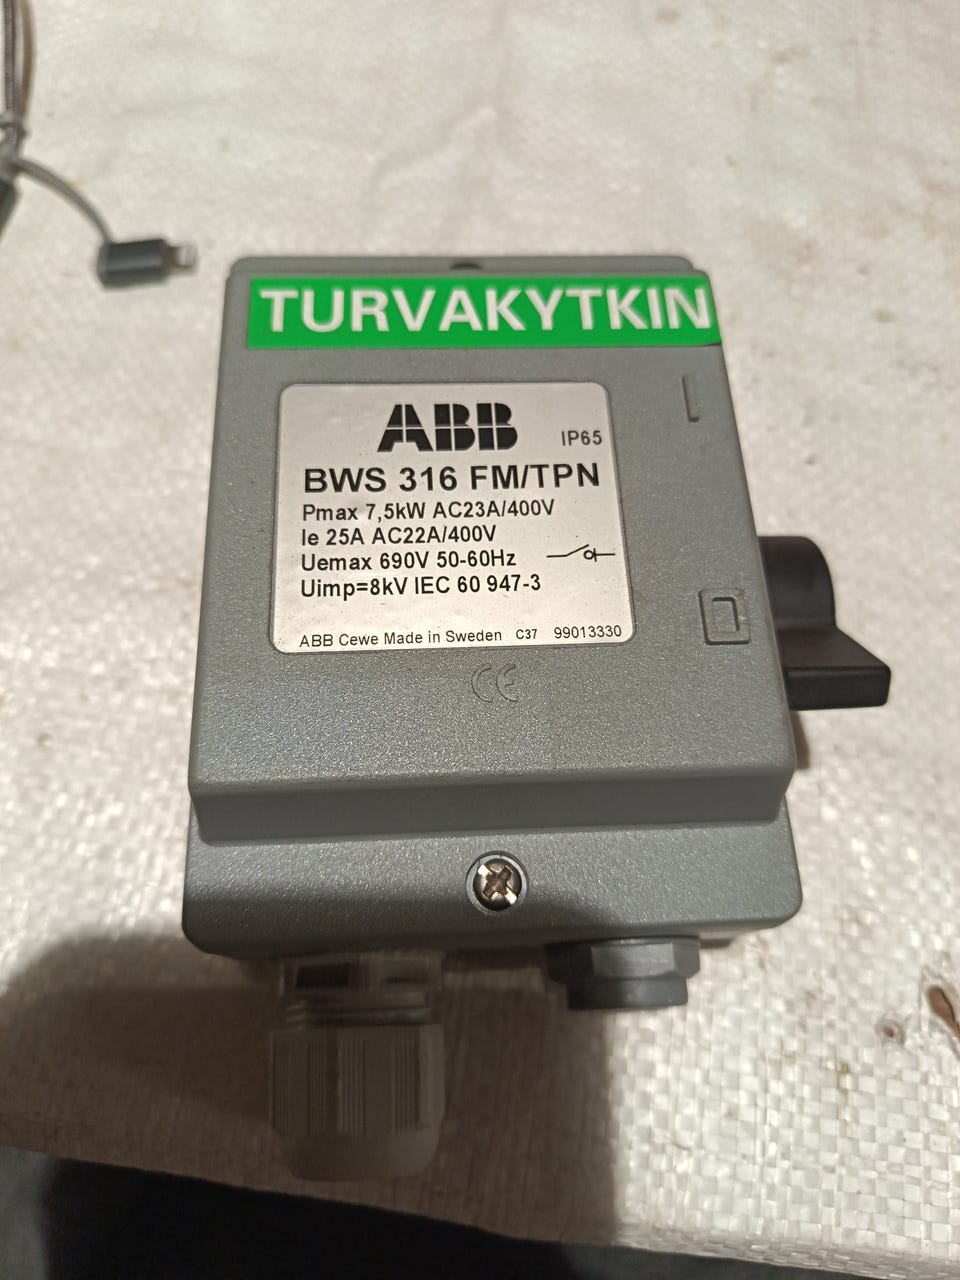 TURVAKYTKIN
I
ABB IP65
BWS 316 FM/TPN
Pmax 7,5kW AC23A/400V
Ie 25A AC22A/400V
Uemax 690V 50-60Hz
Uimp=8kV IEC 60 947-3
ABB Cewe Made in Sweden C37 99013330
O
CE